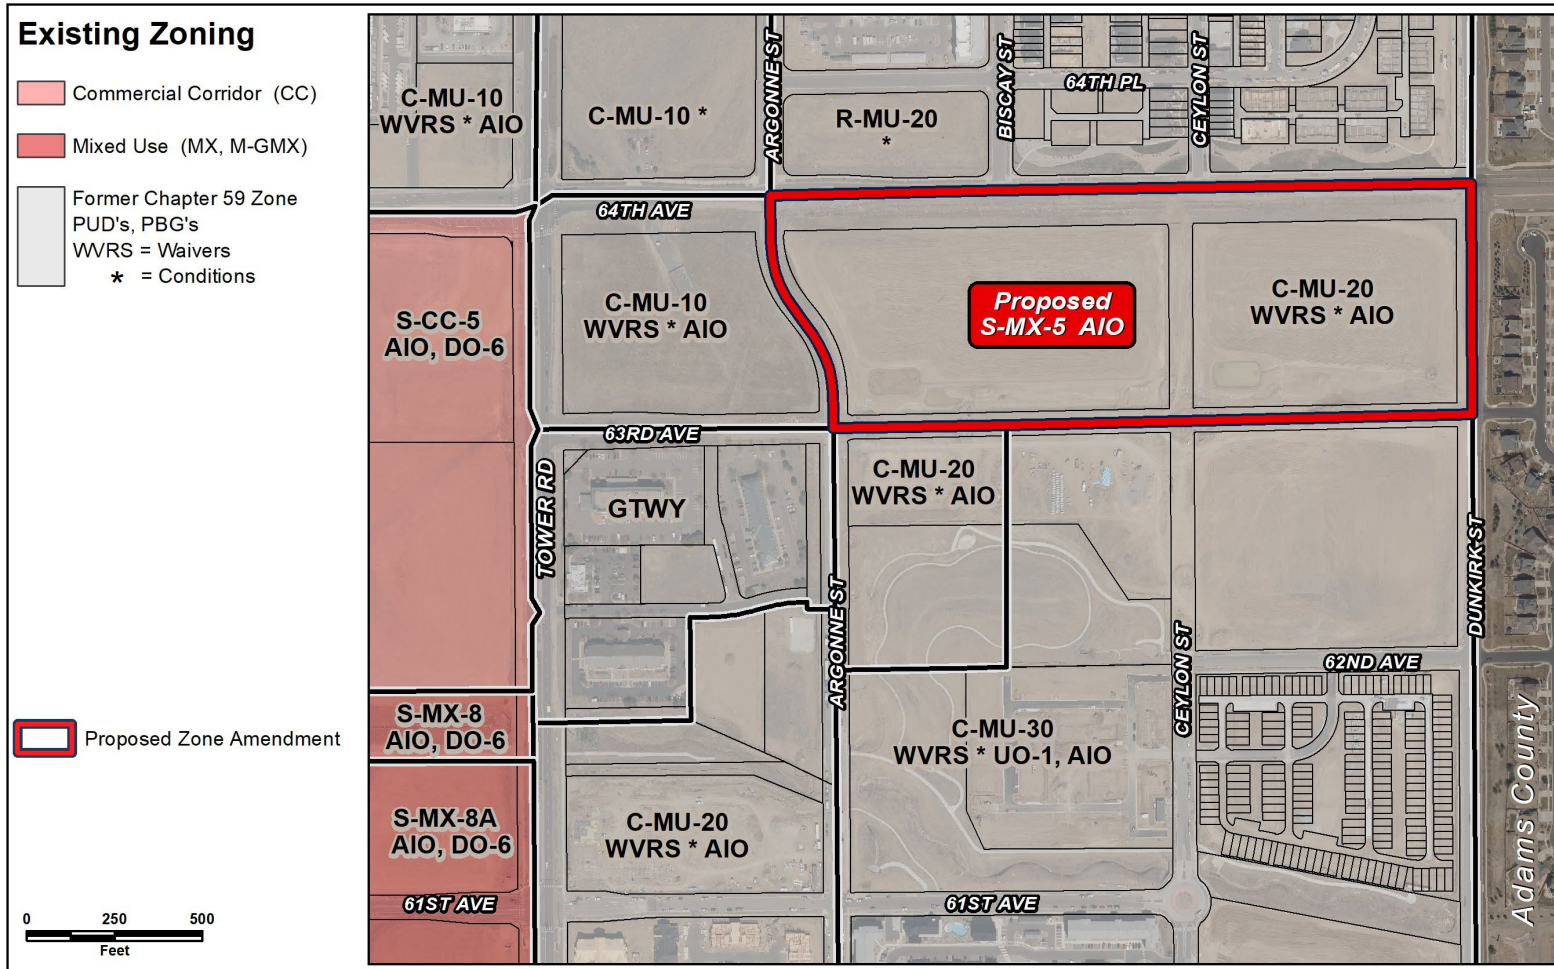 Existing Zoning
Commercial Corridor (CC)
Mixed Use (MX, M-GMX)
Former Chapter 59 Zone
PUD's, PBG's
WVRS = Waivers
* = Conditions
Proposed Zone Amendment
0 250 500
Feet
C-MU-10
WVRS * AIO
C-MU-10 *
ARGONNE ST
R-MU-20
*
BISCAY ST
64TH PL
CEYLON ST
64TH AVE
S-CC-5
AIO, DO-6
C-MU-10
WVRS * AIO
Proposed
S-MX-5 AIO
C-MU-20
WVRS * AIO
63RD AVE
TOWER RD
GTWY
C-MU-20
WVRS * AIO
DUNKIRK ST
ARGONNE ST
CEYLON ST
62ND AVE
S-MX-8
AIO, DO-6
C-MU-30
WVRS * UO-1, AIO
S-MX-8A
AIO, DO-6
C-MU-20
WVRS * AIO
Adams County
61ST AVE
61ST AVE